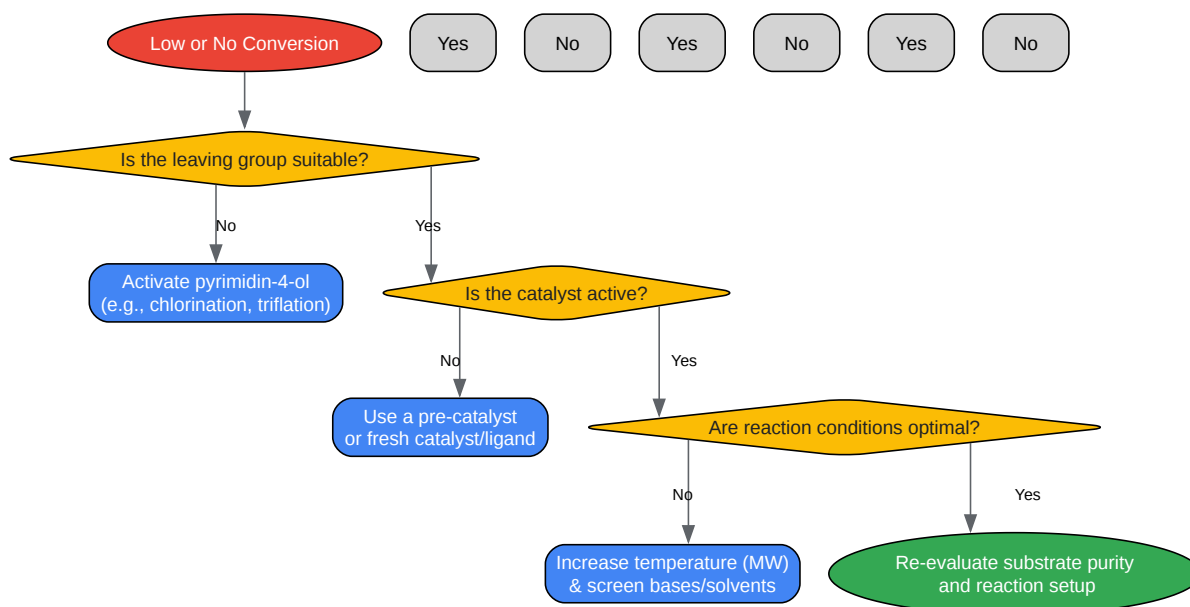 Low or No Conversion
Yes
No
Yes
No
Yes
No
Is the leaving group suitable?
No
Yes
Activate pyrimidin-4-ol
(e.g., chlorination, triflation)
Is the catalyst active?
No
Yes
Use a pre-catalyst
or fresh catalyst/ligand
Are reaction conditions optimal?
No
Yes
Increase temperature (MW)
& screen bases/solvents
Re-evaluate substrate purity
and reaction setup